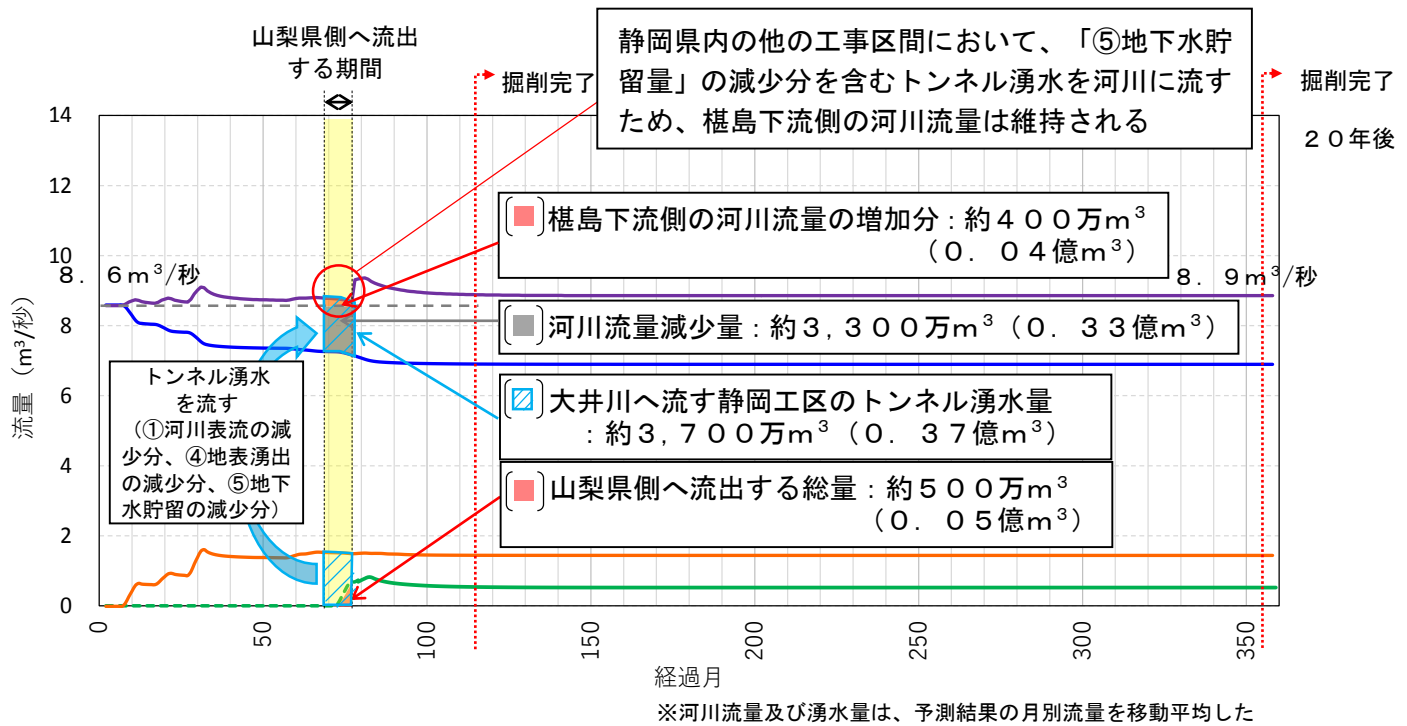 山梨県側へ流出
する期間
静岡県内の他の工事区間において、「⑤地下水貯
留量」の減少分を含むトンネル湧水を河川に流す
ため、椹島下流側の河川流量は維持される
掘削完了
掘削完了
２０年後
14
12
10
8
6
4
2
0
流量（m³/秒）
８．６m³/秒
８．９m³/秒
椹島下流側の河川流量の増加分：約４００万m³
（０．０４億m³）
河川流量減少量：約３,３００万m³（０．３３億m³）
大井川へ流す静岡工区のトンネル湧水量
：約３,７００万m³（０．３７億m³）
山梨県側へ流出する総量：約５００万m³
（０．０５億m³）
トンネル湧水
を流す
（①河川表流の減
少分、④地表湧出
の減少分、⑤地下
水貯留の減少分）
0
50
100
150
200
250
300
350
経過月
※河川流量及び湧水量は、予測結果の月別流量を移動平均した